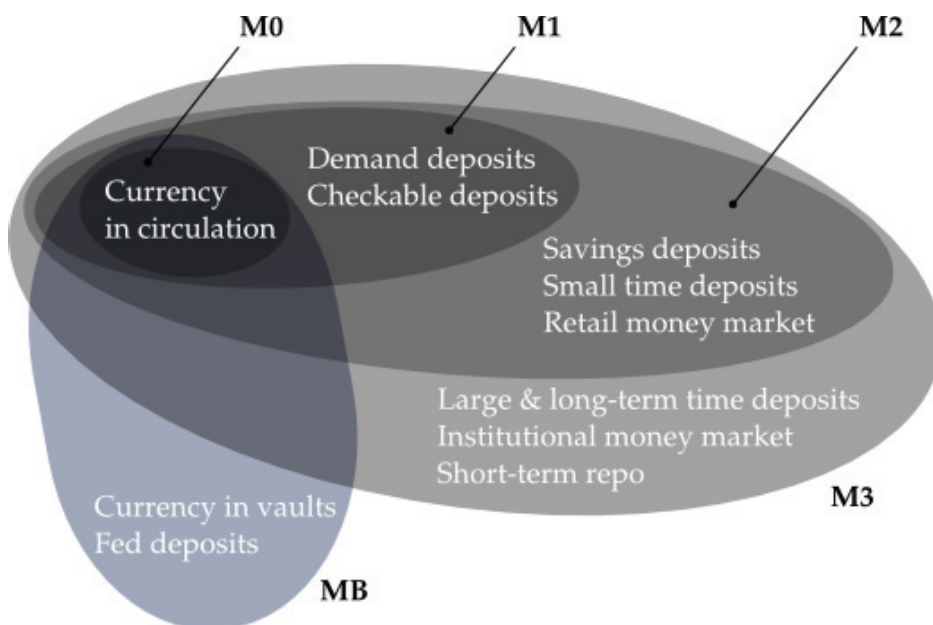 M0
M1
M2
Currency
in circulation
Demand deposits
Checkable deposits
Savings deposits
Small time deposits
Retail money market
Large & long-term time deposits
Institutional money market
Short-term repo
M3
Currency in vaults
Fed deposits
MB